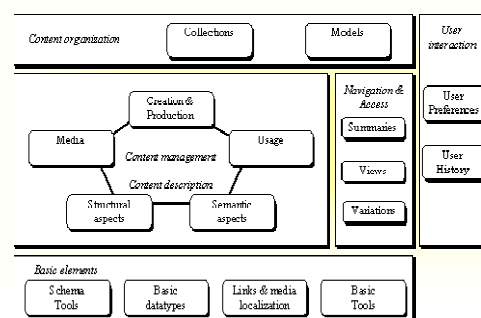 Content organization
Collections
Models
User
interaction
User
Preferences
User
History
Creation &
Production
Media
Usage
Content management
Content description
Structural
aspects
Semantic
aspects
Navigation &
Access
Summaries
Views
Variations
Basic elements
Schema
Tools
Basic
datatypes
Links & media
localization
Basic
Tools